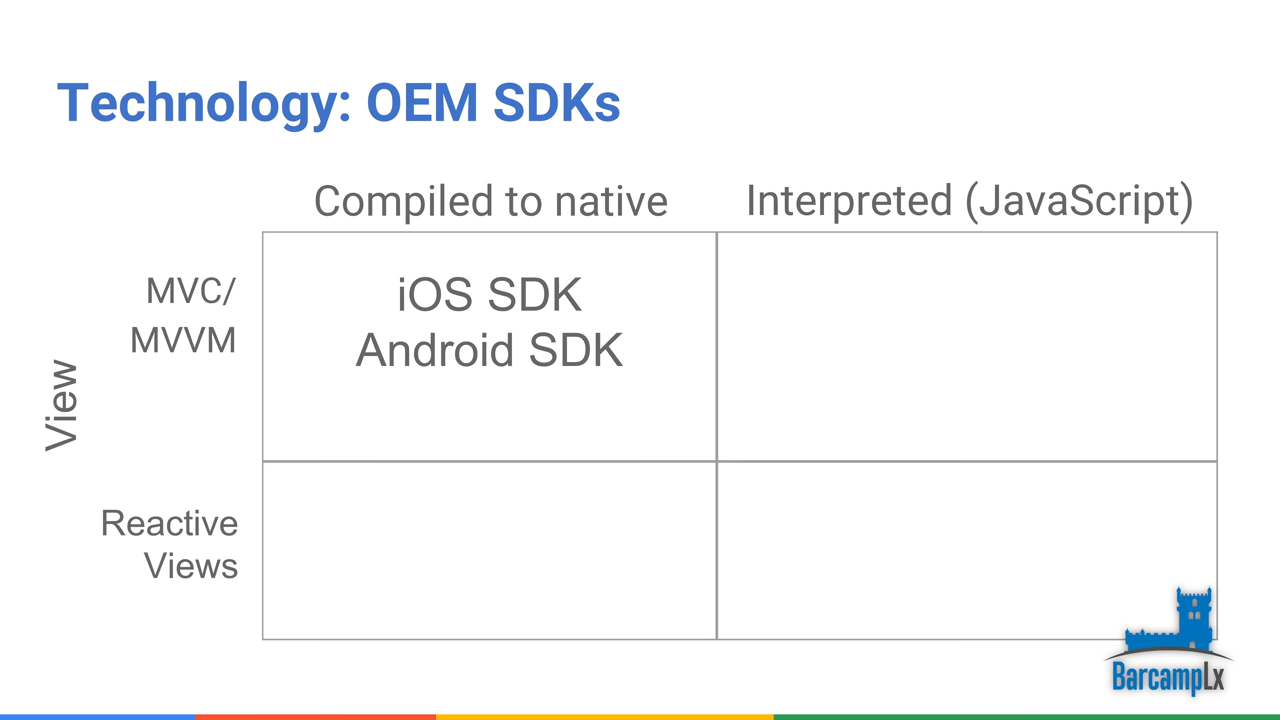 Technology: OEM SDKs
Compiled to native
Interpreted (JavaScript)
MVC/
MVVM
iOS SDK
Android SDK
View
Reactive
Views
BarcampLx